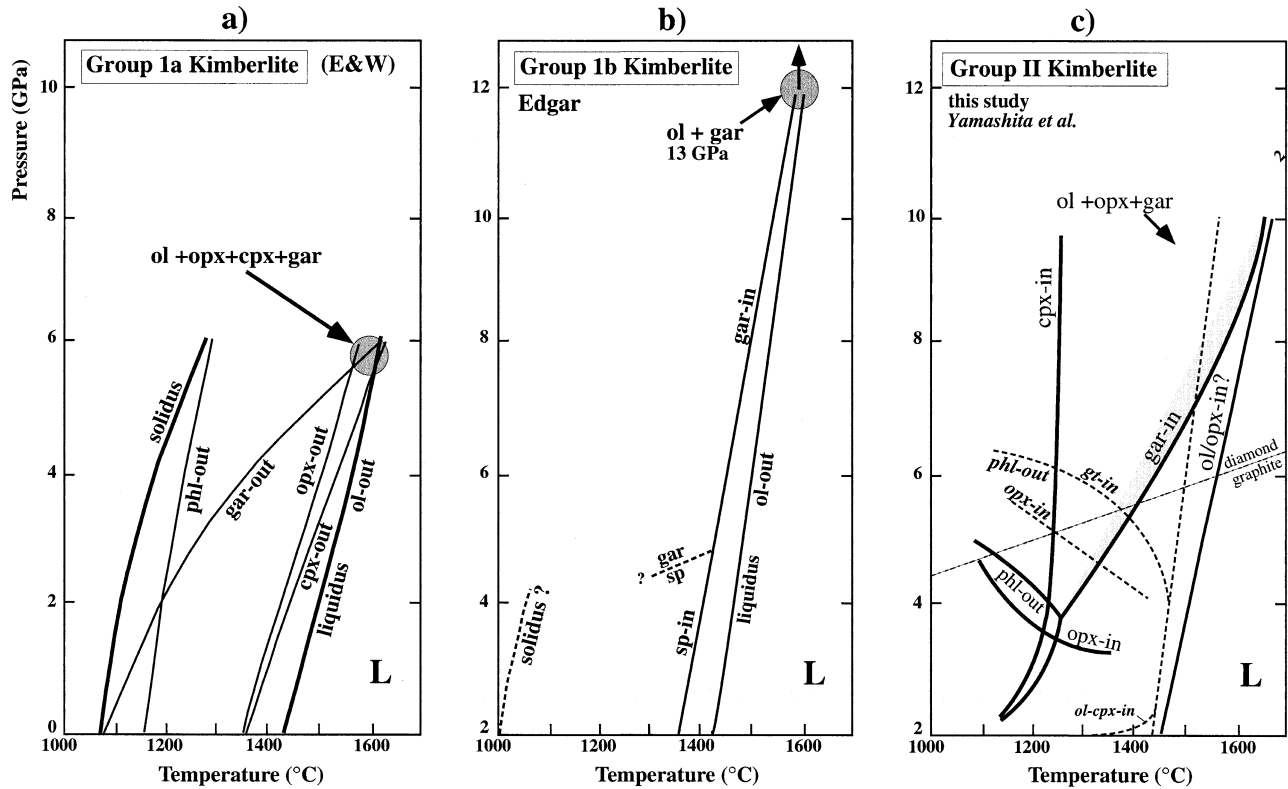 a)
Group 1a Kimberlite (E&W)
Pressure (GPa)
10
8
6
4
2
0
ol +opx+cpx+gar
solidus
phl-out
gar-out
opx-out
cpx-out
ol-out
liquidus
L
1000
1200
1400
1600
Temperature (°C)
b)
Group 1b Kimberlite
Edgar
12
10
8
6
4
2
ol + gar
13 GPa
gar-in
ol-out
gar
sp
?
solidus ?
sp-in
liquidus
L
1000
1200
1400
1600
Temperature (°C)
c)
Group II Kimberlite
this study
Yamashita et al.
12
10
8
6
4
2
2
ol +opx+gar
cpx-in
gar-in
ol/opx-in?
diamond
graphite
phl-out
gt-in
opx-in
phl-out
opx-in
ol-cpx-in
L
1000
1200
1400
1600
Temperature (°C)